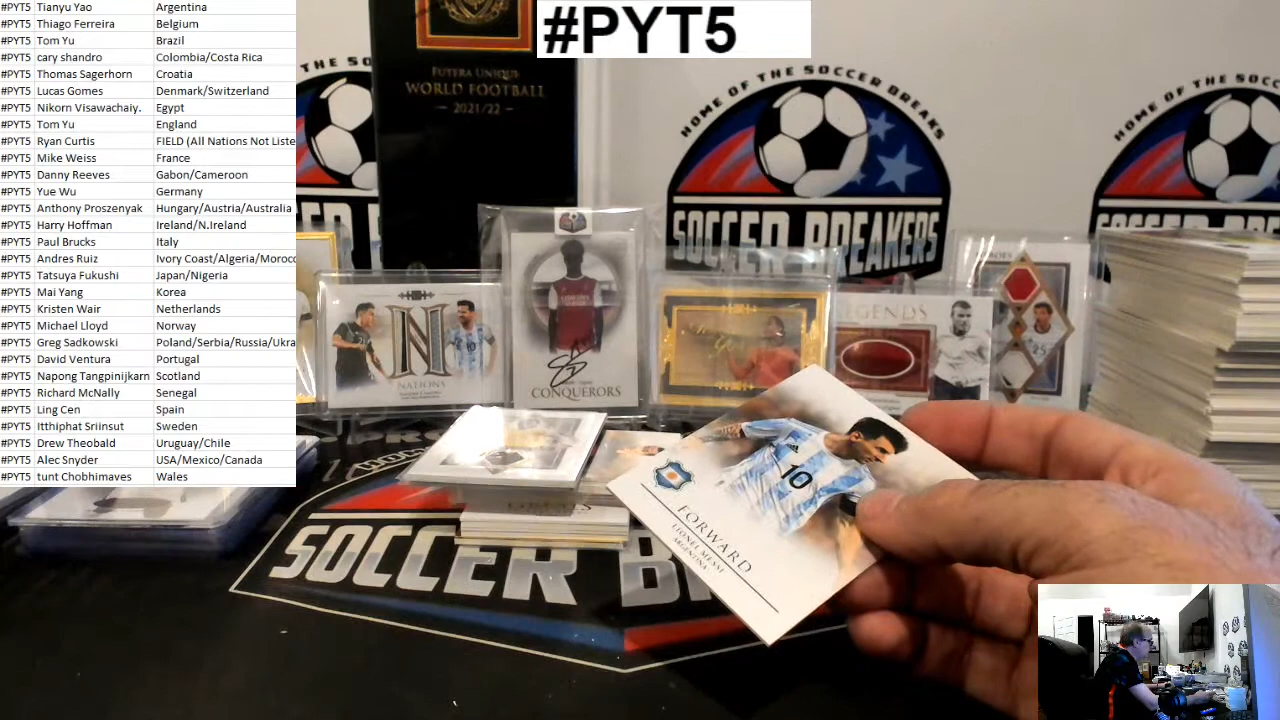 #PYT5 Tianyu Yao Argentina
#PYT5 Thiago Ferreira Belgium
#PYT5 Tom Yu Brazil
#PYT5 cary shandro Colombia/Costa Rica
#PYT5 Thomas Sagerhorn Croatia
#PYT5 Lucas Gomes Denmark/Switzerland
#PYT5 Nikorn Visawachaiy. Egypt
#PYT5 Tom Yu England
#PYT5 Ryan Curtis FIELD (All Nations Not Liste
#PYT5 Mike Weiss France
#PYT5 Danny Reeves Gabon/Cameroon
#PYT5 Yue Wu Germany
#PYT5 Anthony Proszenyak Hungary/Austria/Australia
#PYT5 Harry Hoffman Ireland/N.Ireland
#PYT5 Paul Brucks Italy
#PYT5 Andres Ruiz Ivory Coast/Algeria/Moroc
#PYT5 Tatsuya Fukushi Japan/Nigeria
#PYT5 Mai Yang Korea
#PYT5 Kristen Wair Netherlands
#PYT5 Michael Lloyd Norway
#PYT5 Greg Sadkowski Poland/Serbia/Russia/Ukra
#PYT5 David Ventura Portugal
#PYT5 Napong Tangpinijkarn Scotland
#PYT5 Richard McNally Senegal
#PYT5 Ling Cen Spain
#PYT5 Itthiphat Sriinsut Sweden
#PYT5 Drew Theobald Uruguay/Chile
#PYT5 Alec Snyder USA/Mexico/Canada
#PYT5 tunt Chobhimaves Wales
#PYT5
FUTERA UNIQUE
WORLD FOOTBALL
2021/22
HOME OF THE SOCCER BREAKS
SOCCER BREAKERS
HOME OF THE SOCCER
N
NATIONS
CONQUERORS
LEGENDS
10
FORWARD
LIONEL MESSI
ARGENTINA
SOCCER B